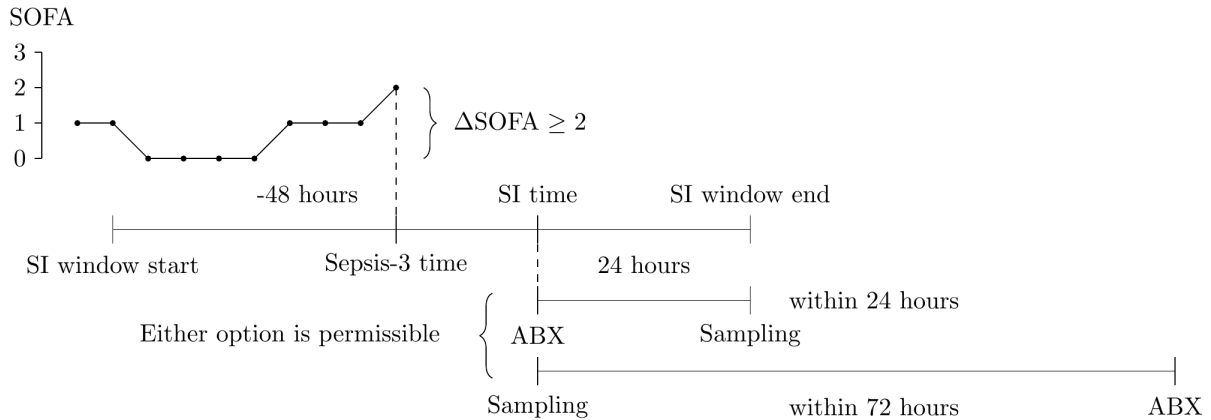 SOFA
3
2
1
0
ΔSOFA ≥ 2
-48 hours
SI time
SI window end
SI window start
Sepsis-3 time
24 hours
within 24 hours
Either option is permissible
ABX
Sampling
Sampling
within 72 hours
ABX